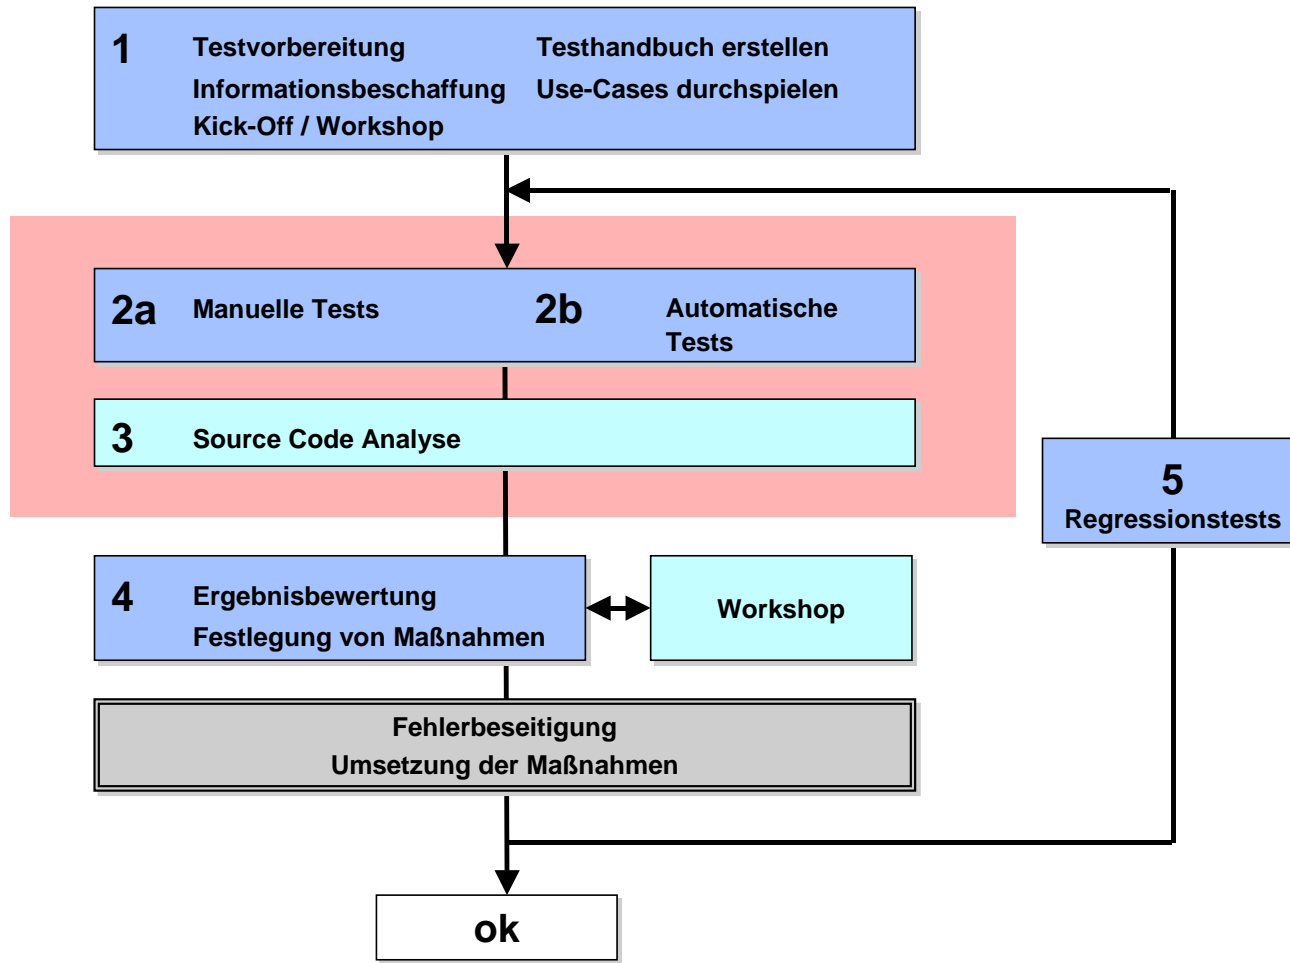 1 Testvorbereitung Testhandbuch erstellen
Informationsbeschaffung Use-Cases durchspielen
Kick-Off / Workshop
2a Manuelle Tests 2b Automatische
Tests
3 Source Code Analyse
5
Regressionstests
4 Ergebnisbewertung
Festlegung von Maßnahmen
Workshop
Fehlerbeseitigung
Umsetzung der Maßnahmen
ok